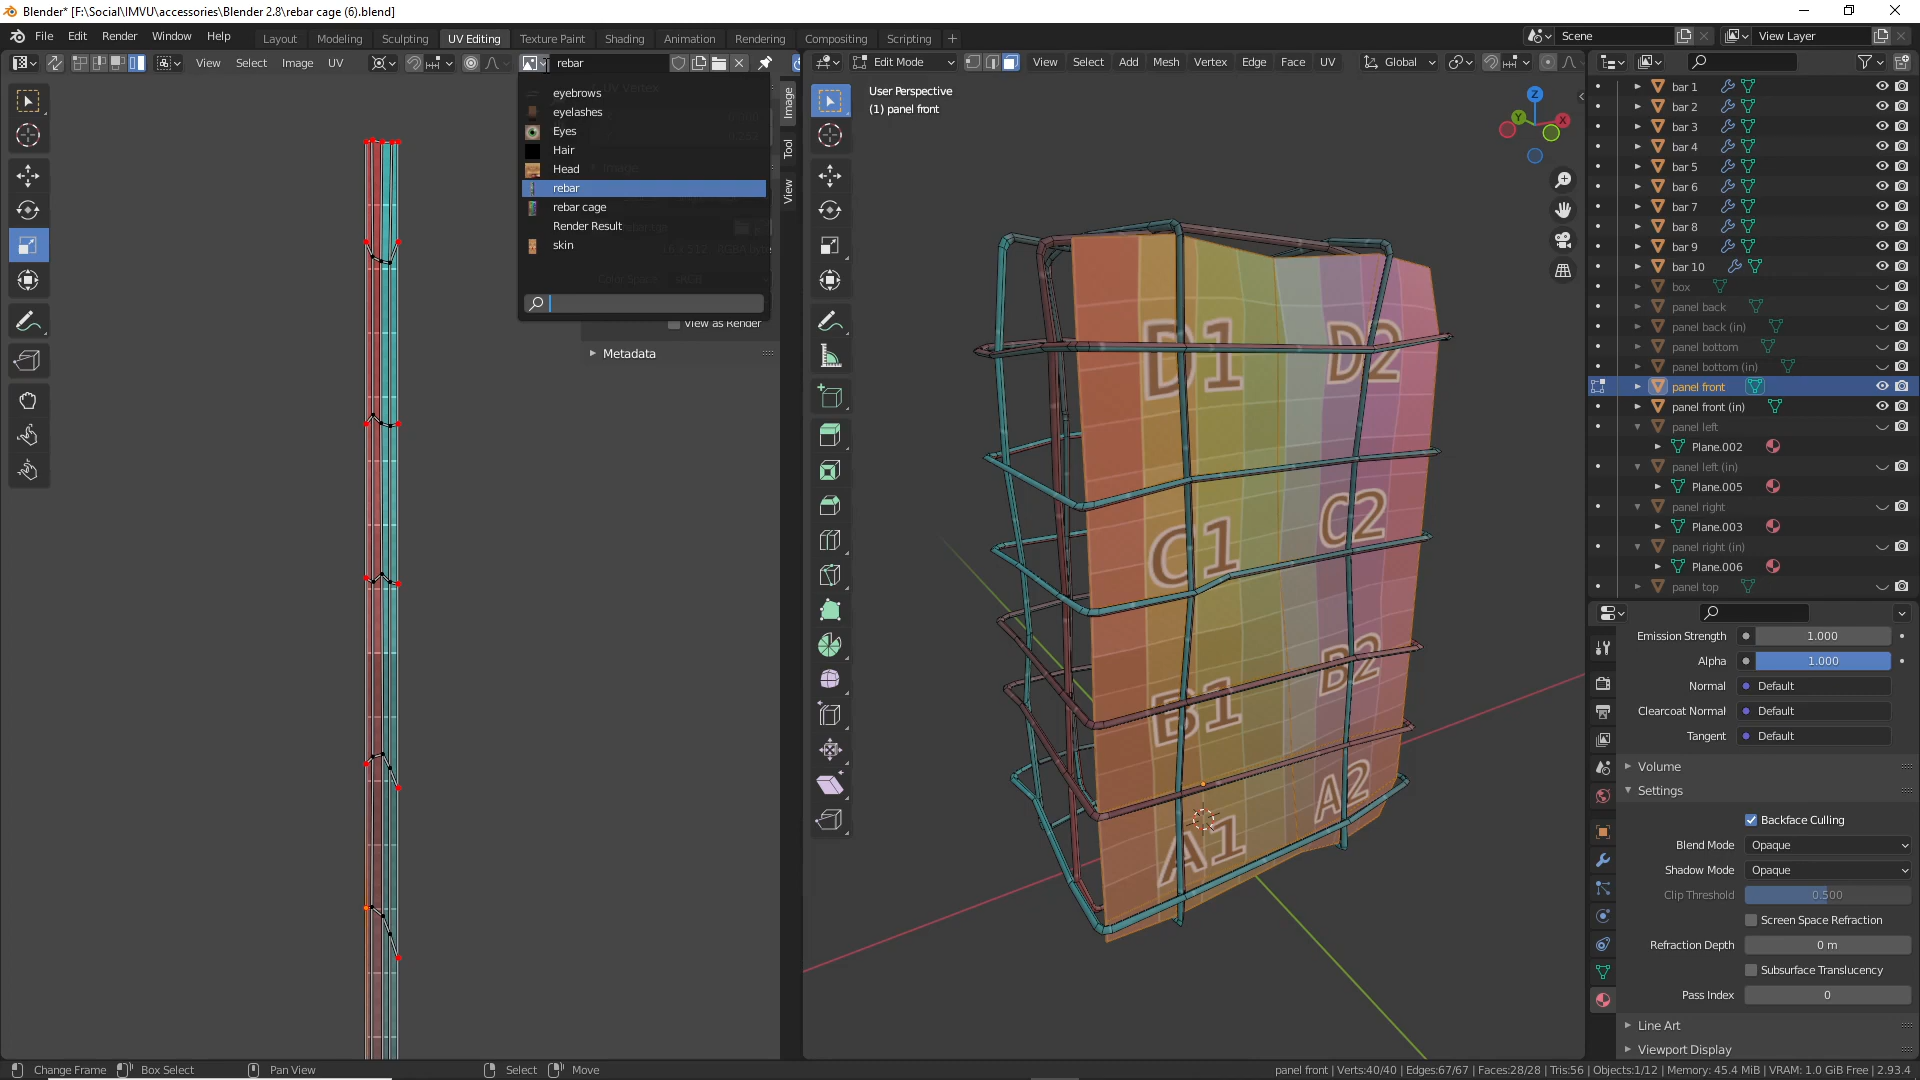 Blender* [F:\Social\IMVU\accessories\Blender 2.8\rebar cage (6).blend]
File Edit Render Window Help
Layout Modeling Sculpting UV Editing Texture Paint Shading Animation Rendering Compositing Scripting +
Scene
View Layer
View Select Image UV
rebar
Edit Mode
View Select Add Mesh Vertex Edge Face UV
Global
UV Vertex
eyebrows
eyelashes
Eyes
Hair
Head
rebar
rebar cage
Render Result
skin
View as Render
Metadata
Image
Tool
View
User Perspective
(1) panel front
Z
Y
X
D1 D2
C1 C2
B1 B2
A1 A2
bar 1
bar 2
bar 3
bar 4
bar 5
bar 6
bar 7
bar 8
bar 9
bar 10
box
panel back
panel back (in)
panel bottom
panel bottom (in)
panel front
panel front (in)
panel left
Plane.002
panel left (in)
Plane.005
panel right
Plane.003
panel right (in)
Plane.006
panel top
Emission Strength 1.000
Alpha 1.000
Normal Default
Clearcoat Normal Default
Tangent Default
Volume
Settings
Backface Culling
Blend Mode Opaque
Shadow Mode Opaque
Clip Threshold 0.500
Screen Space Refraction
Refraction Depth 0 m
Subsurface Translucency
Pass Index 0
Line Art
Viewport Display
Change Frame Box Select Pan View Select Move
panel front | Verts:40/40 | Edges:67/67 | Faces:28/28 | Tris:56 | Objects:1/12 | Memory: 45.4 MiB | VRAM: 1.0 GiB Free | 2.93.4